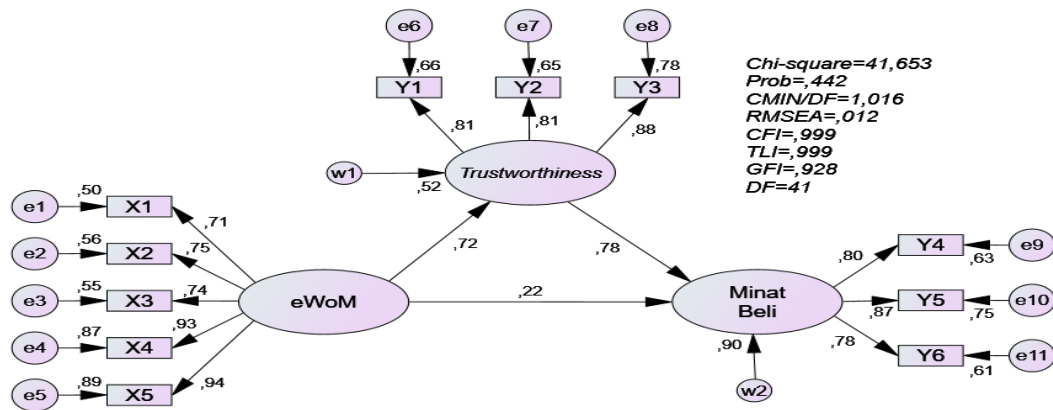 e6
e7
e8
,66
,65
,78
Y1
Y2
Y3
Chi-square=41,653
Prob=,442
CMIN/DF=1,016
RMSEA=,012
CFI=,999
TLI=,999
GFI=,928
DF=41
,81
,81
,88
w1
,52
Trustworthiness
e1
,50
X1
,71
e2
,56
X2
,75
e3
,55
X3
,74
e4
,87
X4
,93
e5
,89
X5
,94
eWoM
,72
,78
,22
Minat
Beli
,90
w2
,80
Y4
,63
e9
,87
Y5
,75
e10
,78
Y6
,61
e11